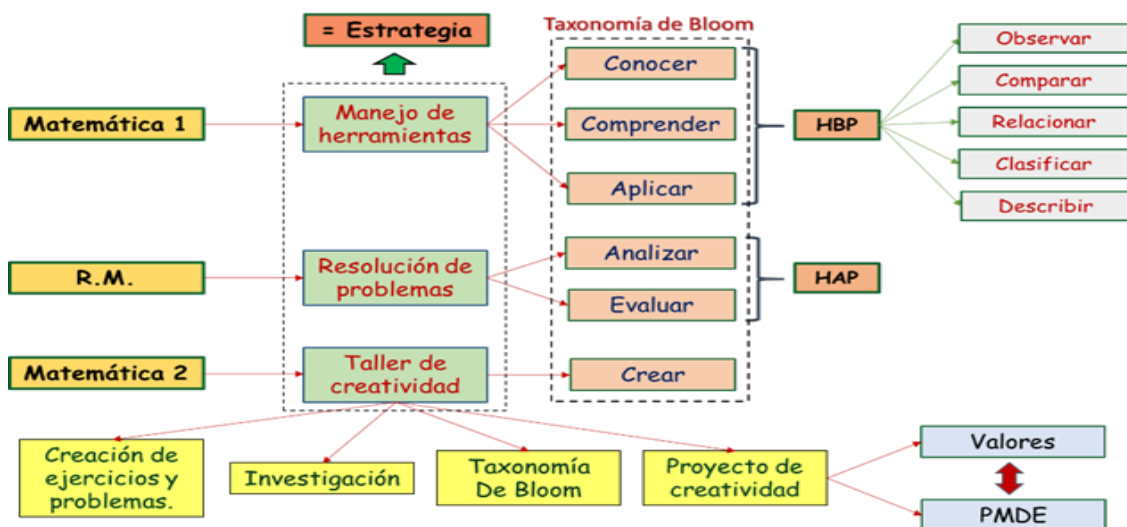 = Estrategia
Taxonomía de Bloom
Matemática 1
Manejo de
herramientas
Conocer
Comprender
Aplicar
HBP
Observar
Comparar
Relacionar
Clasificar
Describir
R.M.
Resolución de
problemas
Analizar
Evaluar
HAP
Matemática 2
Taller de
creatividad
Crear
Creación de
ejercicios y
problemas.
Investigación
Taxonomía
De Bloom
Proyecto de
creatividad
Valores
PMDE